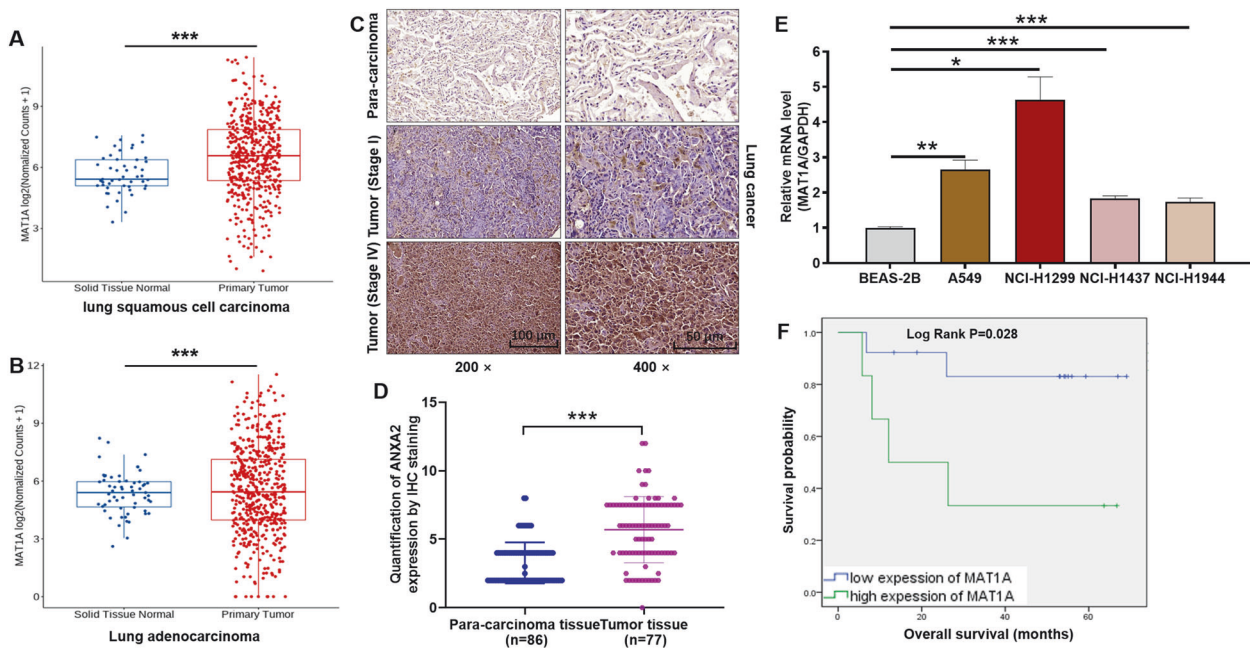 A
***
MAT1A log2(Nomalized Counts + 1)
9
6
3
Solid Tissue Normal
Primary Tumor
lung squamous cell carcinoma
B
***
MAT1A log2(Nomalized Counts + 1)
12
9
6
3
0
Solid Tissue Normal
Primary Tumor
Lung adenocarcinoma
C
Para-carcinoma
Tumor (Stage I)
Tumor (Stage IV)
Lung cancer
100 μm
50 μm
200 ×
400 ×
D
***
Quantification of ANXA2
expression by IHC staining
15
10
5
0
Para-carcinoma tissue
(n=86)
Tumor tissue
(n=77)
E
***
***
*
**
Relative mRNA level
(MAT1A/GAPDH)
6
5
4
3
2
1
0
BEAS-2B
A549
NCI-H1299
NCI-H1437
NCI-H1944
F
Log Rank P=0.028
Survival probability
1.0
0.8
0.6
0.4
0.2
0.0
low expession of MAT1A
high expession of MAT1A
0
20
40
60
Overall survival (months)